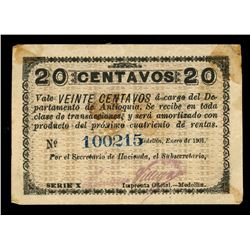 20 CENTAVOS 20
Vale VEINTE CENTAVOS á cargo del De-
partamento de Antioquia. Se recibe en toda
clase de transacciones, y será amortizado con
producto del próximo cuatrienio de rentas.
Nº 100215 Medellín, Enero de 1901.
Por el Secretario de Hacienda, el Subsecretario,
SERIE X Imprenta Oficial.—Medellín.